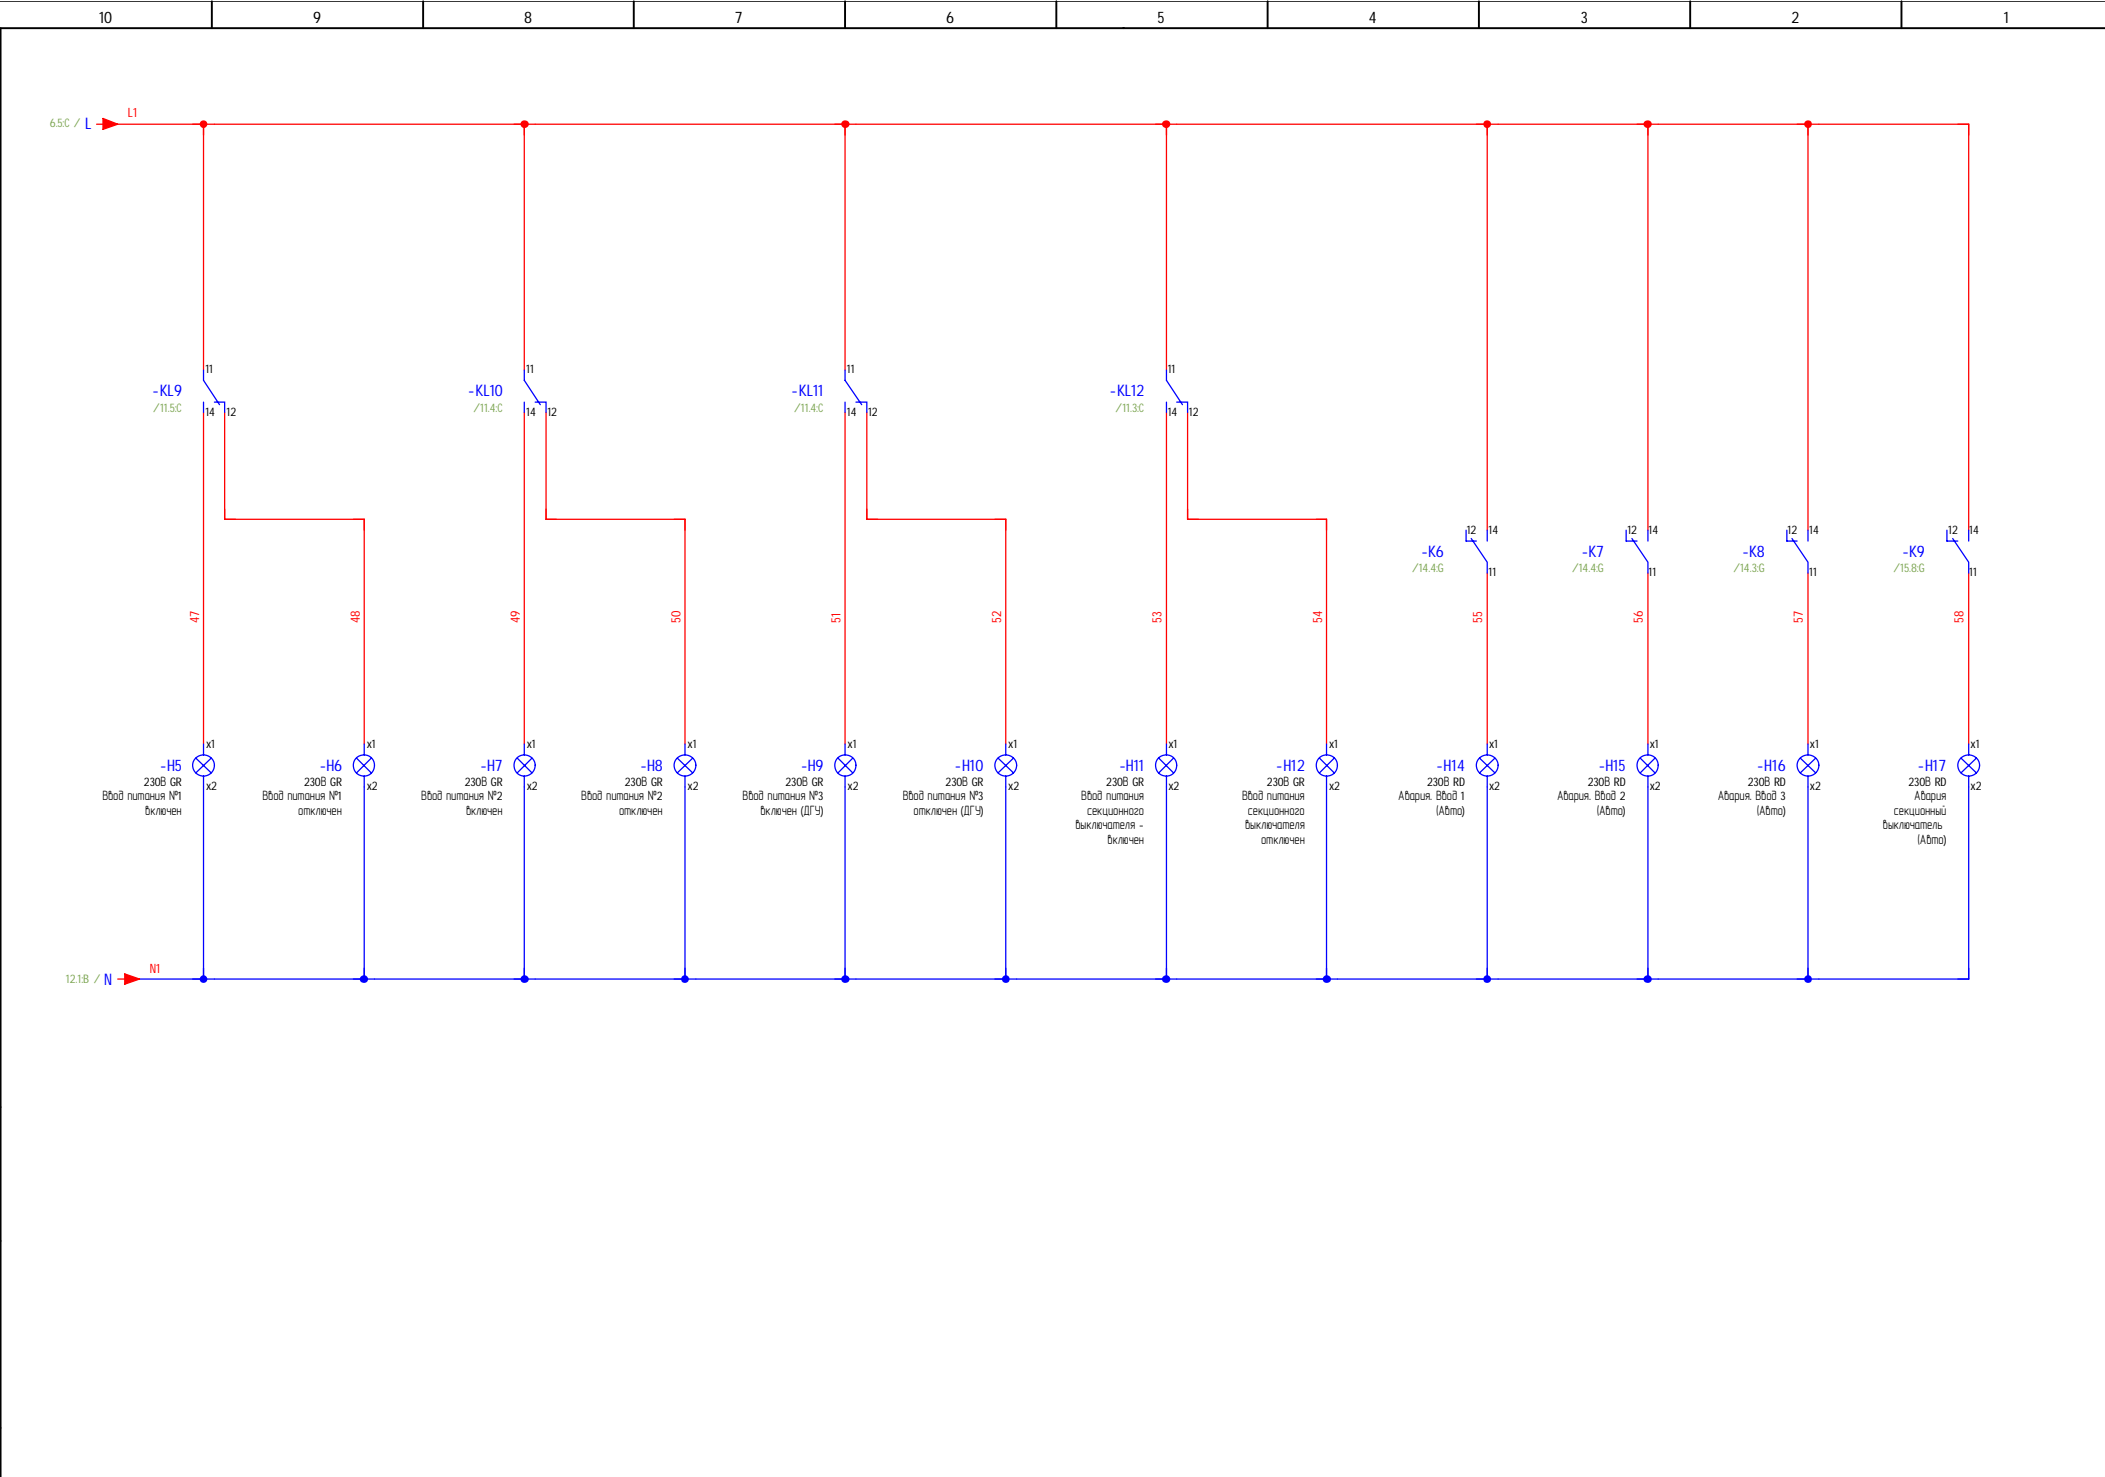 10 9 8 7 6 5 4 3 2 1
6.5:C / L
L1
-KL9
/11.5:C
11
14 12
-KL10
/11.4:C
11
14 12
-KL11
/11.4:C
11
14 12
-KL12
/11.3:C
11
14 12
-K6
/14.4:G
12 14
11
-K7
/14.4:G
12 14
11
-K8
/14.3:G
12 14
11
-K9
/15.8:G
12 14
11
47 48 49 50 51 52 53 54 55 56 57 58
-H5
x1
230В GR
x2
Ввод питания №1
включен
-H6
x1
230В GR
x2
Ввод питания №1
отключен
-H7
x1
230В GR
x2
Ввод питания №2
включен
-H8
x1
230В GR
x2
Ввод питания №2
отключен
-H9
x1
230В GR
x2
Ввод питания №3
включен (ДГУ)
-H10
x1
230В GR
x2
Ввод питания №3
отключен (ДГУ)
-H11
x1
230В GR
x2
Ввод питания
секционного
выключателя -
включен
-H12
x1
230В GR
x2
Ввод питания
секционного
выключателя
отключен
-H14
x1
230В RD
x2
Авария. Ввод 1
(Авто)
-H15
x1
230В RD
x2
Авария. Ввод 2
(Авто)
-H16
x1
230В RD
x2
Авария. Ввод 3
(Авто)
-H17
x1
230В RD
x2
Авария
секционный
выключатель
(Авто)
12.1:B / N
N1